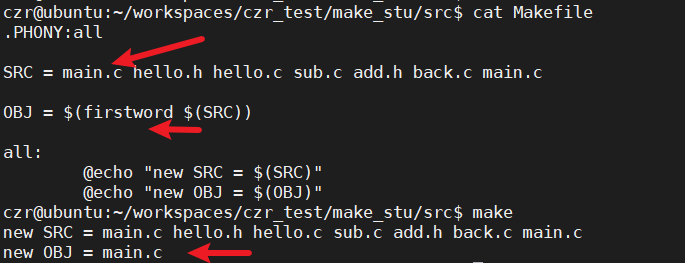 czr@ubuntu:~/workspaces/czr_test/make_stu/src$ cat Makefile
.PHONY:all
SRC = main.c hello.h hello.c sub.c add.h back.c main.c
OBJ = $(firstword $(SRC))
all:
        @echo "new SRC = $(SRC)"
        @echo "new OBJ = $(OBJ)"
czr@ubuntu:~/workspaces/czr_test/make_stu/src$ make
new SRC = main.c hello.h hello.c sub.c add.h back.c main.c
new OBJ = main.c